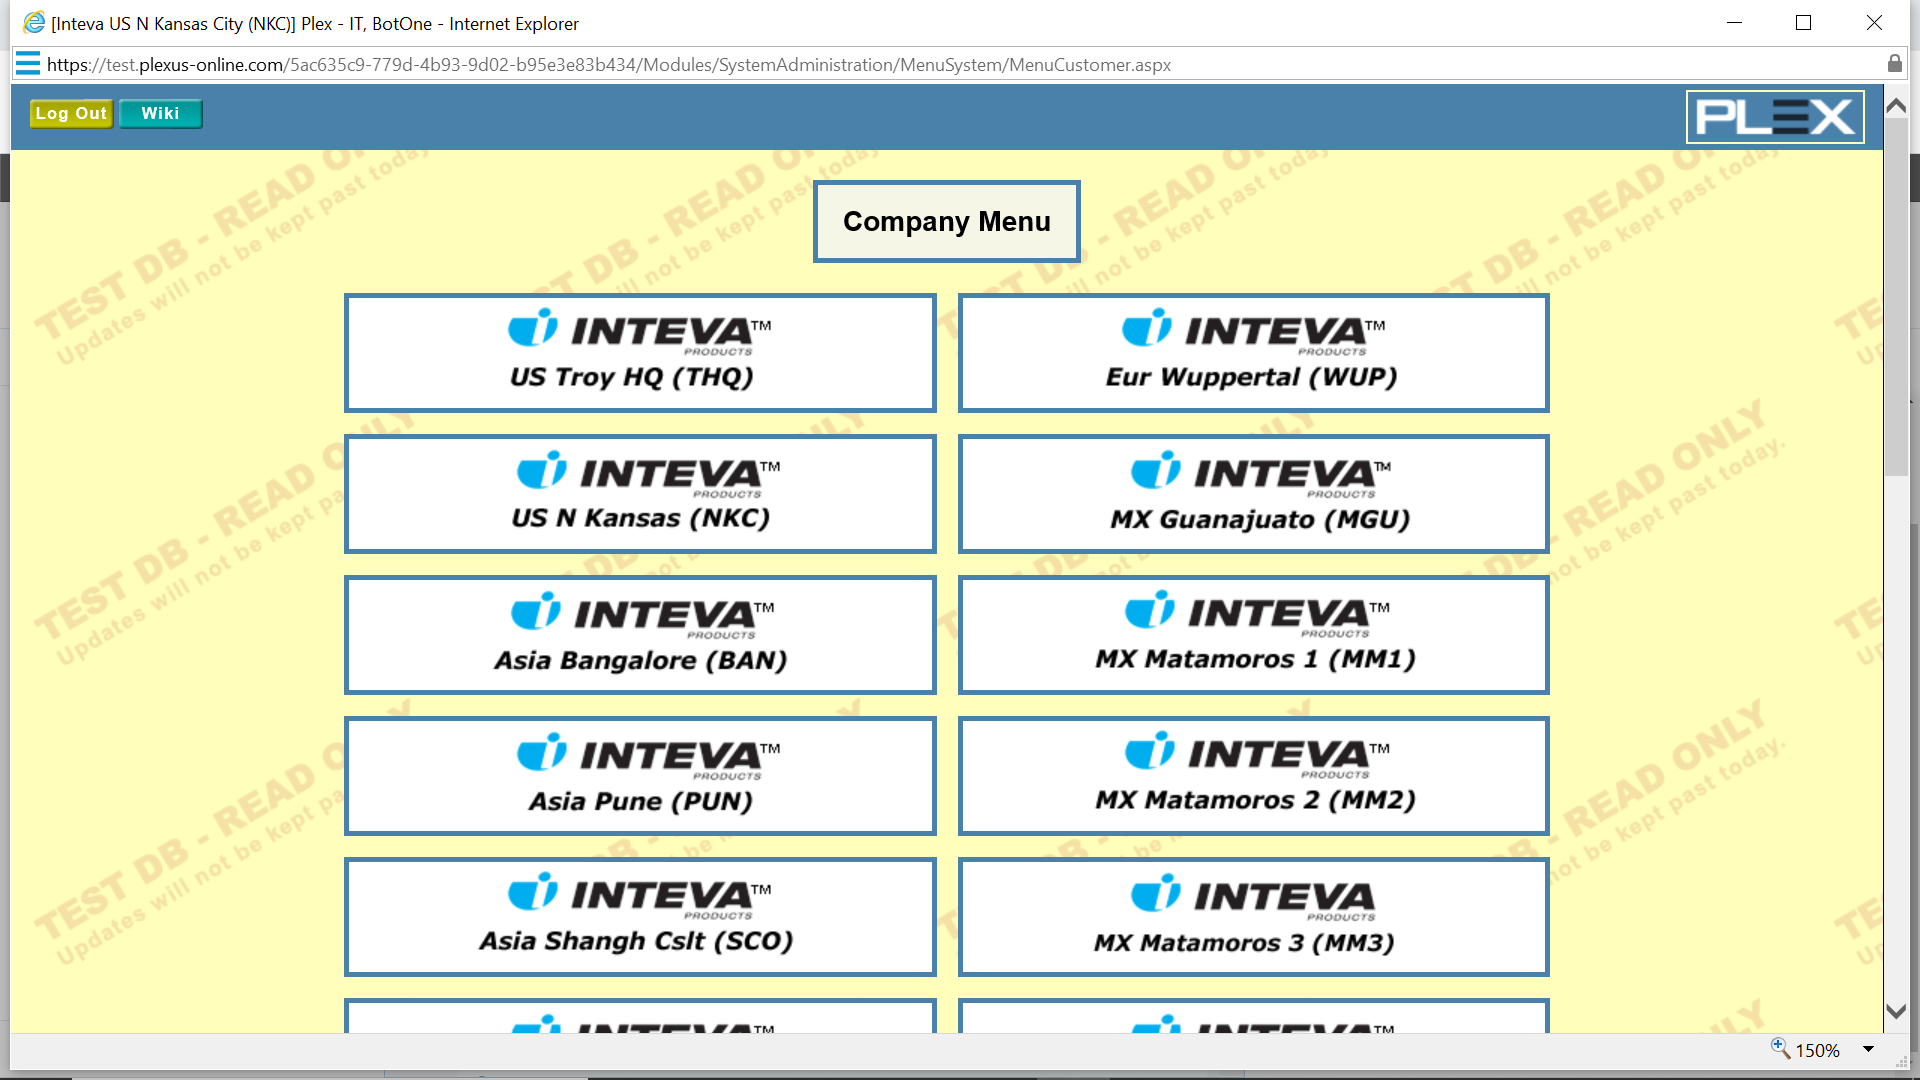 [Inteva US N Kansas City (NKC)] Plex - IT, BotOne - Internet Explorer
https://test.plexus-online.com/5ac635c9-779d-4b93-9d02-b95e3e83b434/Modules/SystemAdministration/MenuSystem/MenuCustomer.aspx
Log Out Wiki PLEX
TEST DB - READ ONLY
Updates will not be kept past today.
Company Menu
INTEVA™
PRODUCTS
US Troy HQ (THQ)
INTEVA™
PRODUCTS
Eur Wuppertal (WUP)
INTEVA™
PRODUCTS
US N Kansas (NKC)
INTEVA™
PRODUCTS
MX Guanajuato (MGU)
INTEVA™
PRODUCTS
Asia Bangalore (BAN)
INTEVA™
PRODUCTS
MX Matamoros 1 (MM1)
INTEVA™
PRODUCTS
Asia Pune (PUN)
INTEVA™
PRODUCTS
MX Matamoros 2 (MM2)
INTEVA™
PRODUCTS
Asia Shangh Cslt (SCO)
INTEVA
PRODUCTS
MX Matamoros 3 (MM3)
INTEVA™
INTEVA™
150%